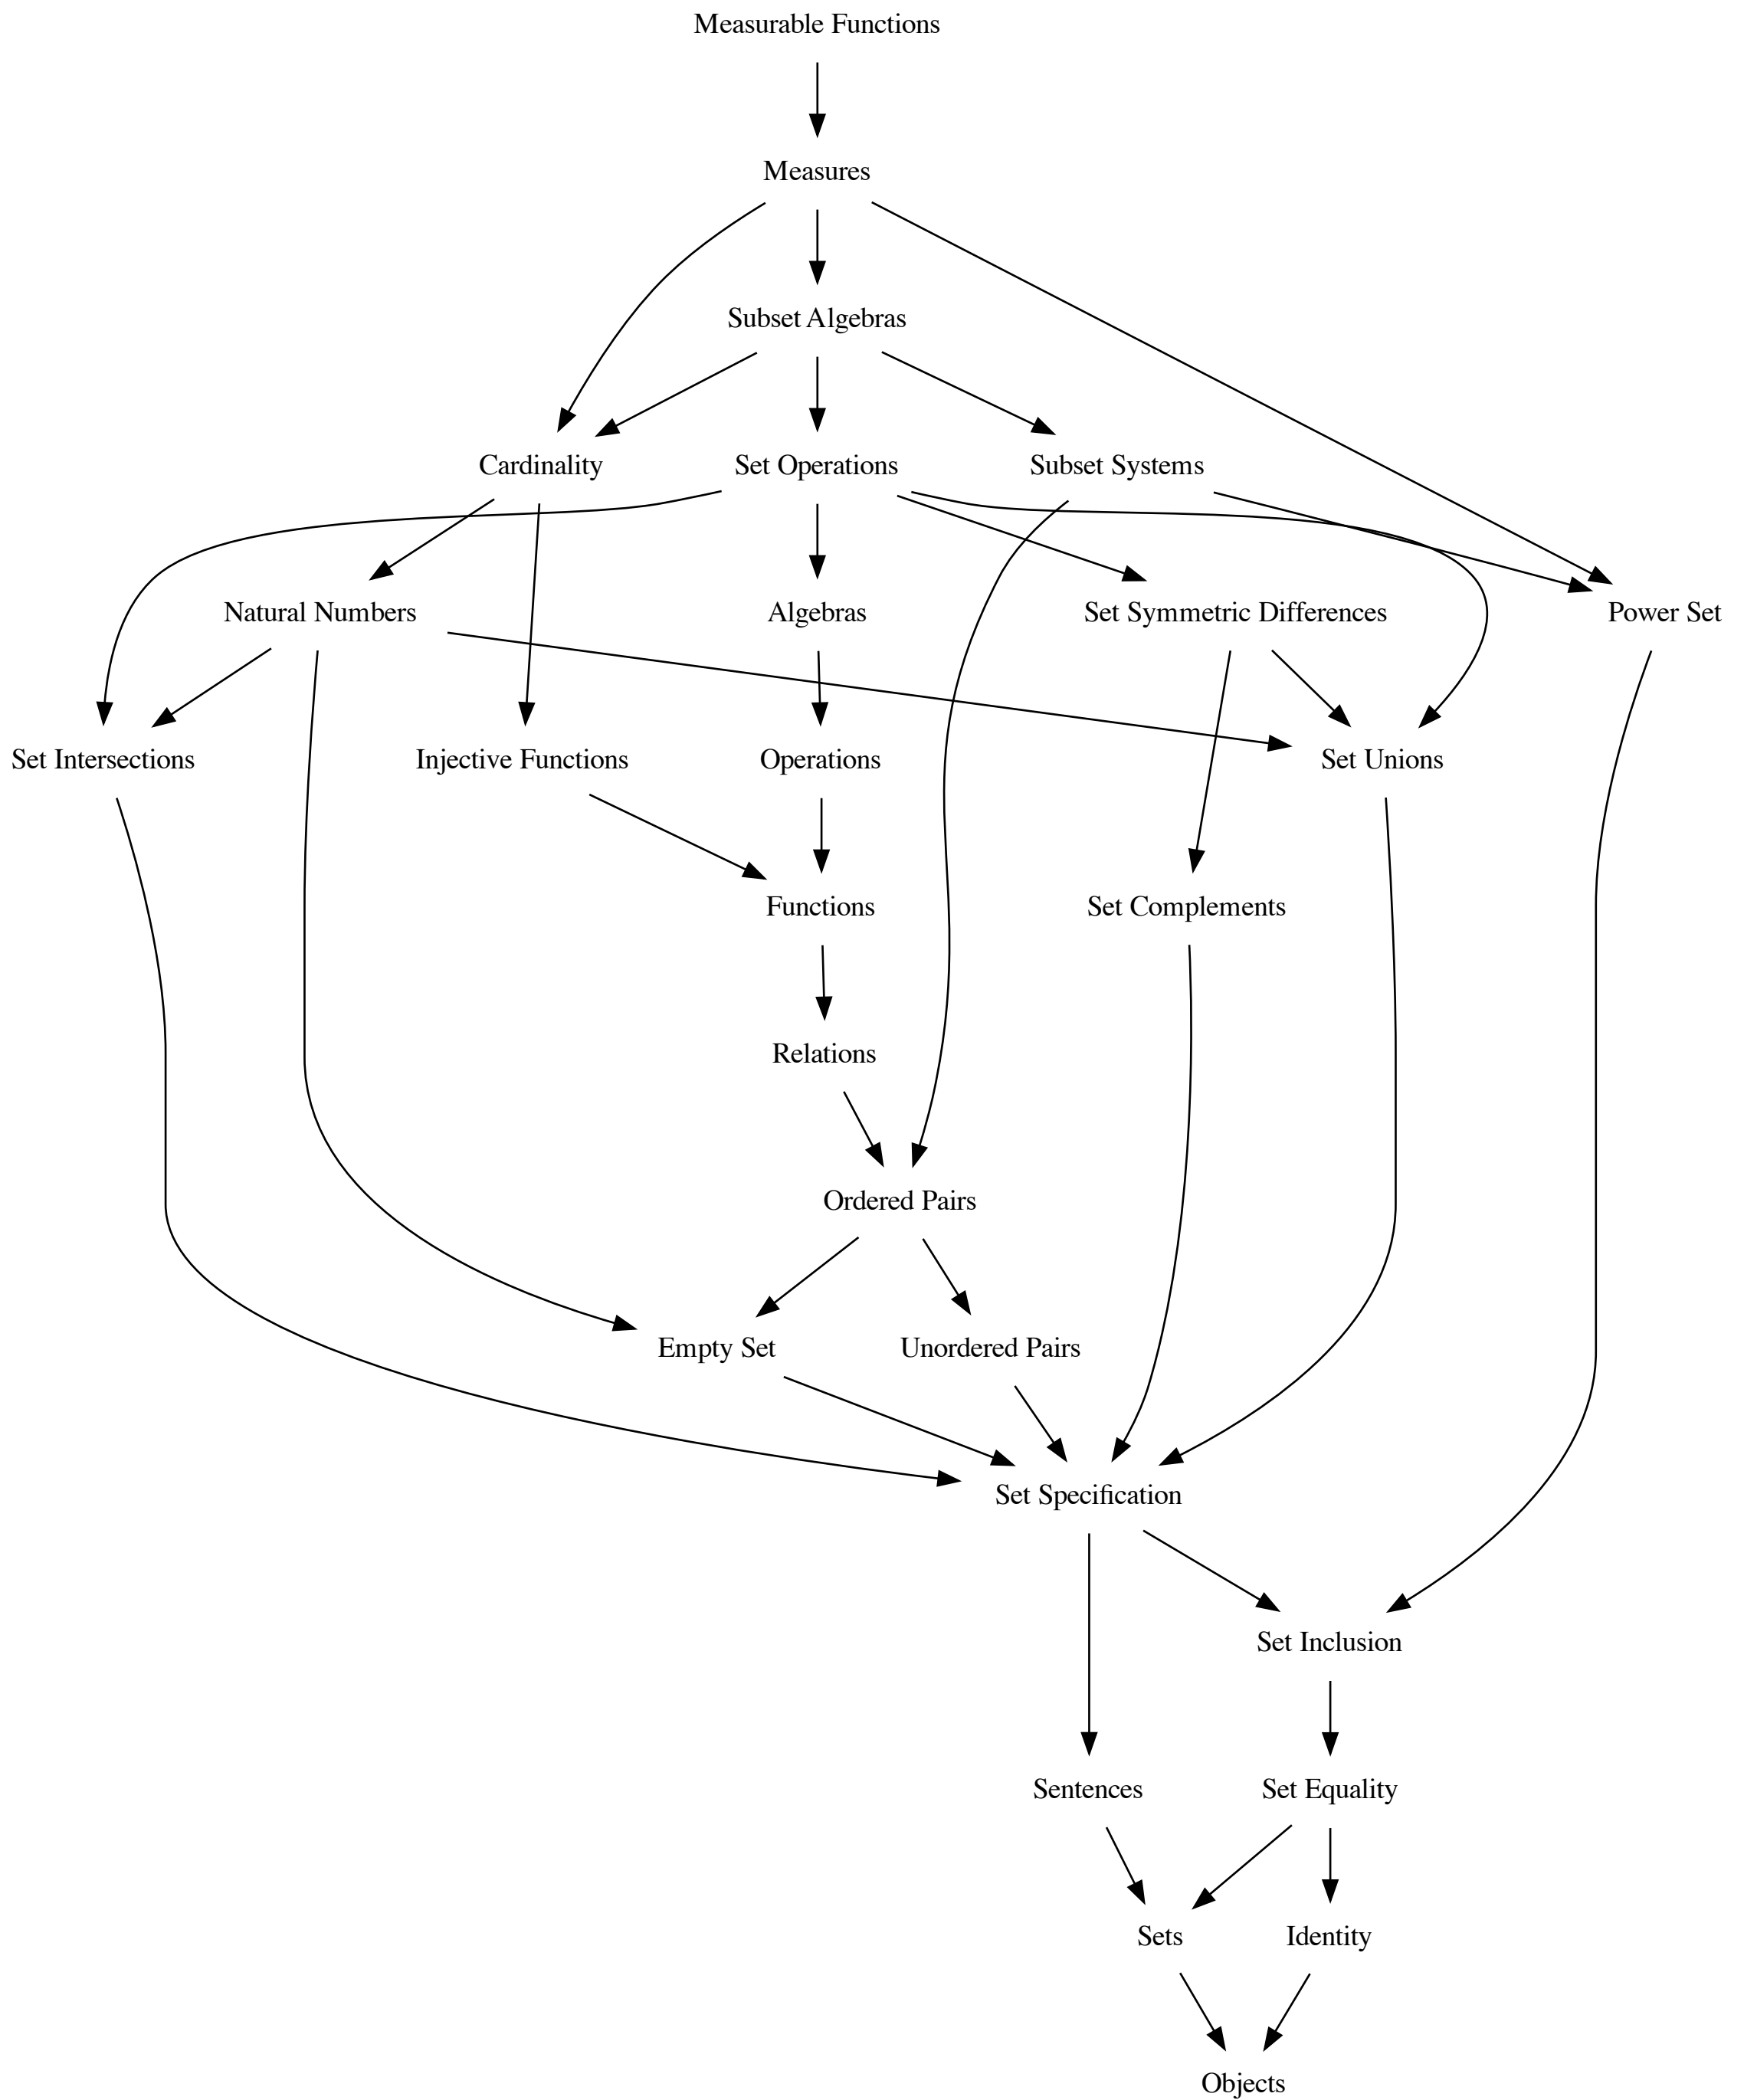 Measurable Functions
Measures
Subset Algebras
Cardinality
Set Operations
Subset Systems
Natural Numbers
Algebras
Set Symmetric Differences
Power Set
Set Intersections
Injective Functions
Operations
Set Unions
Functions
Set Complements
Relations
Ordered Pairs
Empty Set
Unordered Pairs
Set Specification
Set Inclusion
Sentences
Set Equality
Sets
Identity
Objects